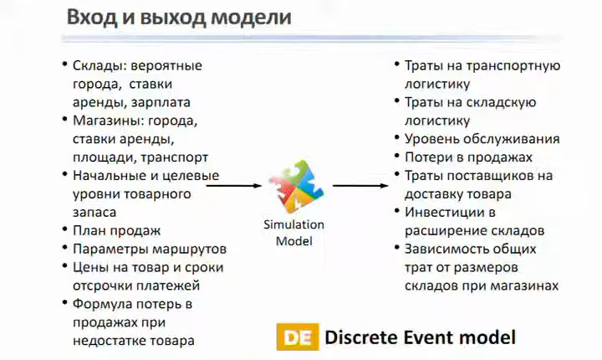 Вход и выход модели
• Склады: вероятные
города, ставки
аренды, зарплата
• Магазины: города,
ставки аренды,
площади, транспорт
• Начальные и целевые
уровни товарного
запаса
• План продаж
• Параметры маршрутов
• Цены на товар и сроки
отсрочки платежей
• Формула потерь в
продажах при
недостатке товара
Simulation
Model
• Траты на транспортную
логистику
• Траты на складскую
логистику
• Уровень обслуживания
• Потери в продажах
• Траты поставщиков на
доставку товара
• Инвестиции в
расширение складов
• Зависимость общих
трат от размеров
складов при магазинах
DE Discrete Event model